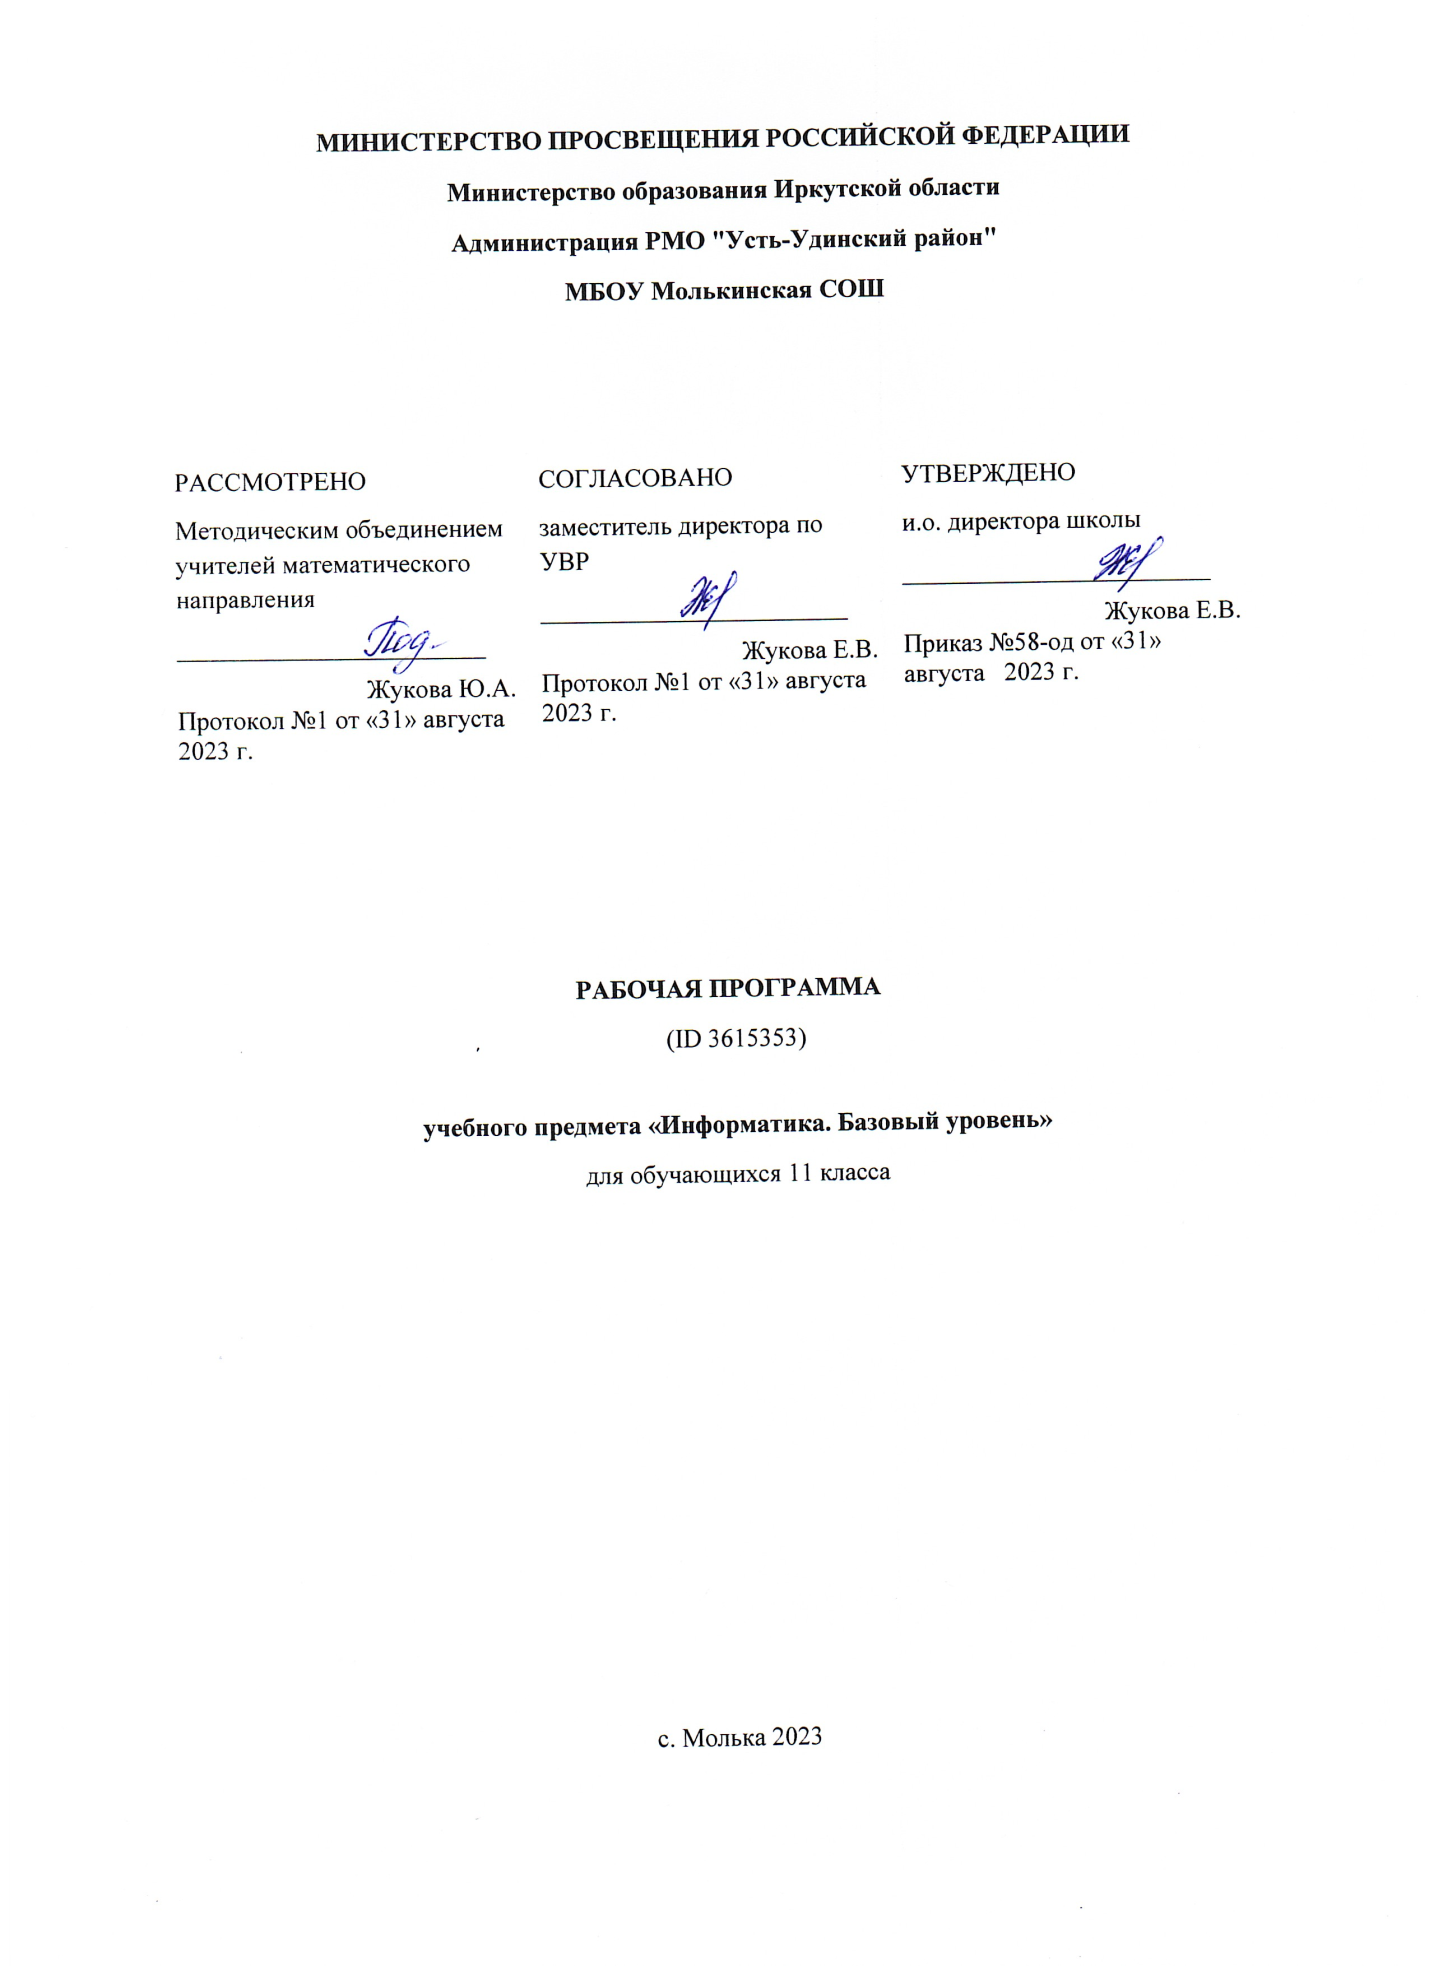 МИНИСТЕРСТВО ПРОСВЕЩЕНИЯ РОССИЙСКОЙ ФЕДЕРАЦИИ
Министерство образования Иркутской области
Администрация РМО "Усть-Удинский район"
МБОУ Молькинская СОШ
РАССМОТРЕНО
Методическим объединением
учителей математического
направления
Жукова Ю.А.
Протокол №1 от «31» августа
2023 г.
СОГЛАСОВАНО
заместитель директора по
УВР
Жукова Е.В.
Протокол №1 от «31» августа
2023 г.
УТВЕРЖДЕНО
и.о. директора школы
Жукова Е.В.
Приказ №58-од от «31»
августа 2023 г.
РАБОЧАЯ ПРОГРАММА
(ID 3615353)
учебного предмета «Информатика. Базовый уровень»
для обучающихся 11 класса
с. Молька 2023